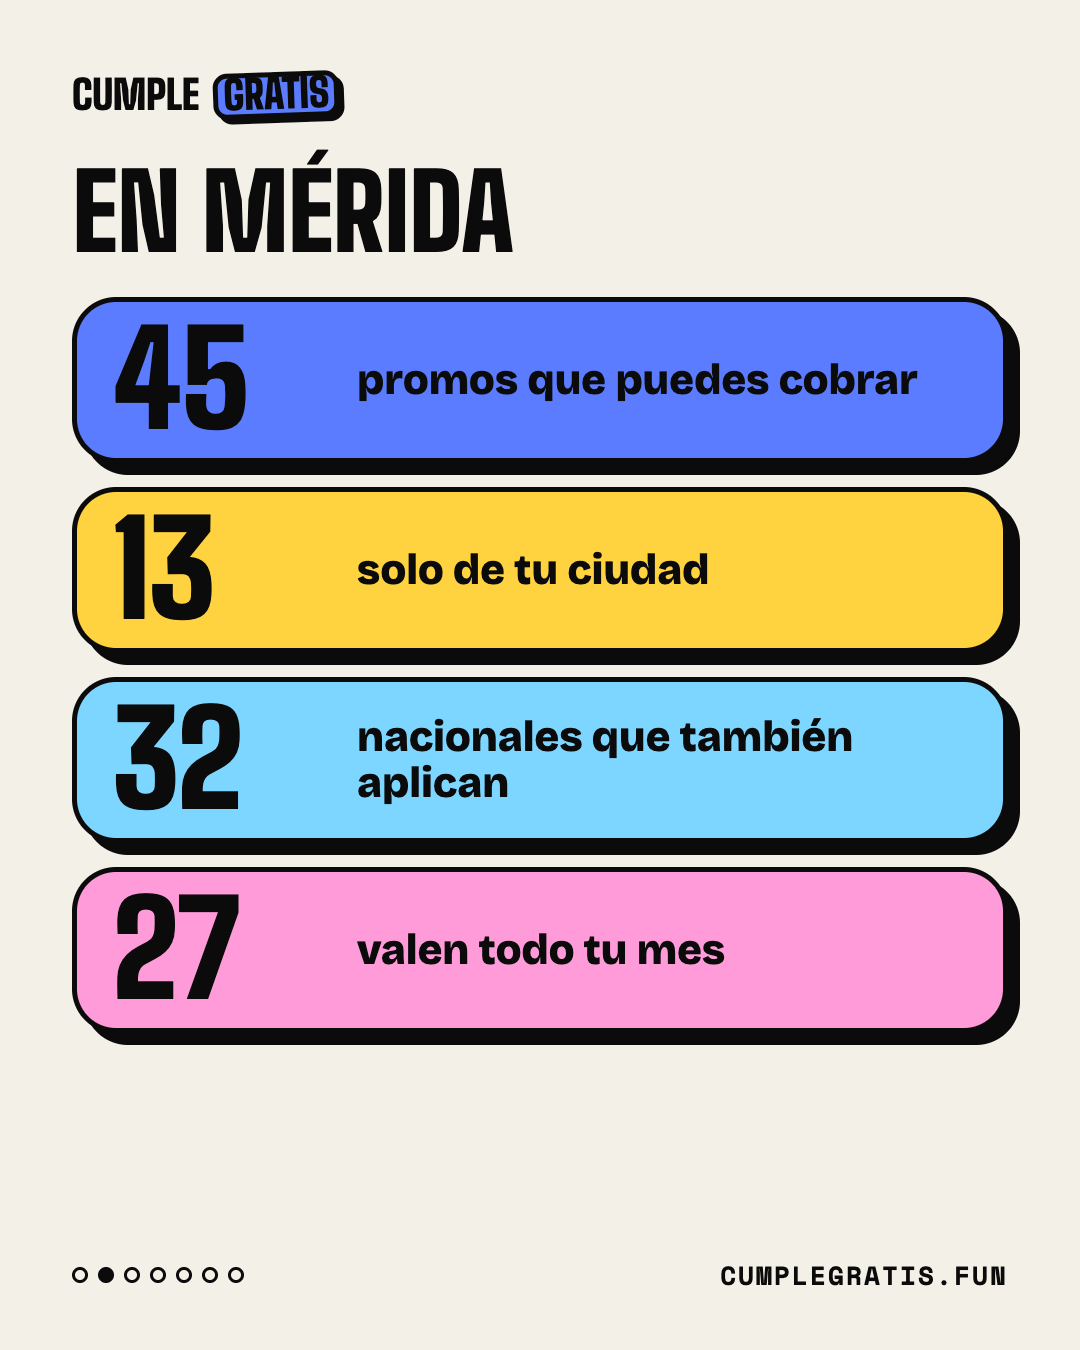 CUMPLE GRATIS
EN MÉRIDA
45 promos que puedes cobrar
13 solo de tu ciudad
32 nacionales que también
aplican
27 valen todo tu mes
CUMPLEGRATIS.FUN